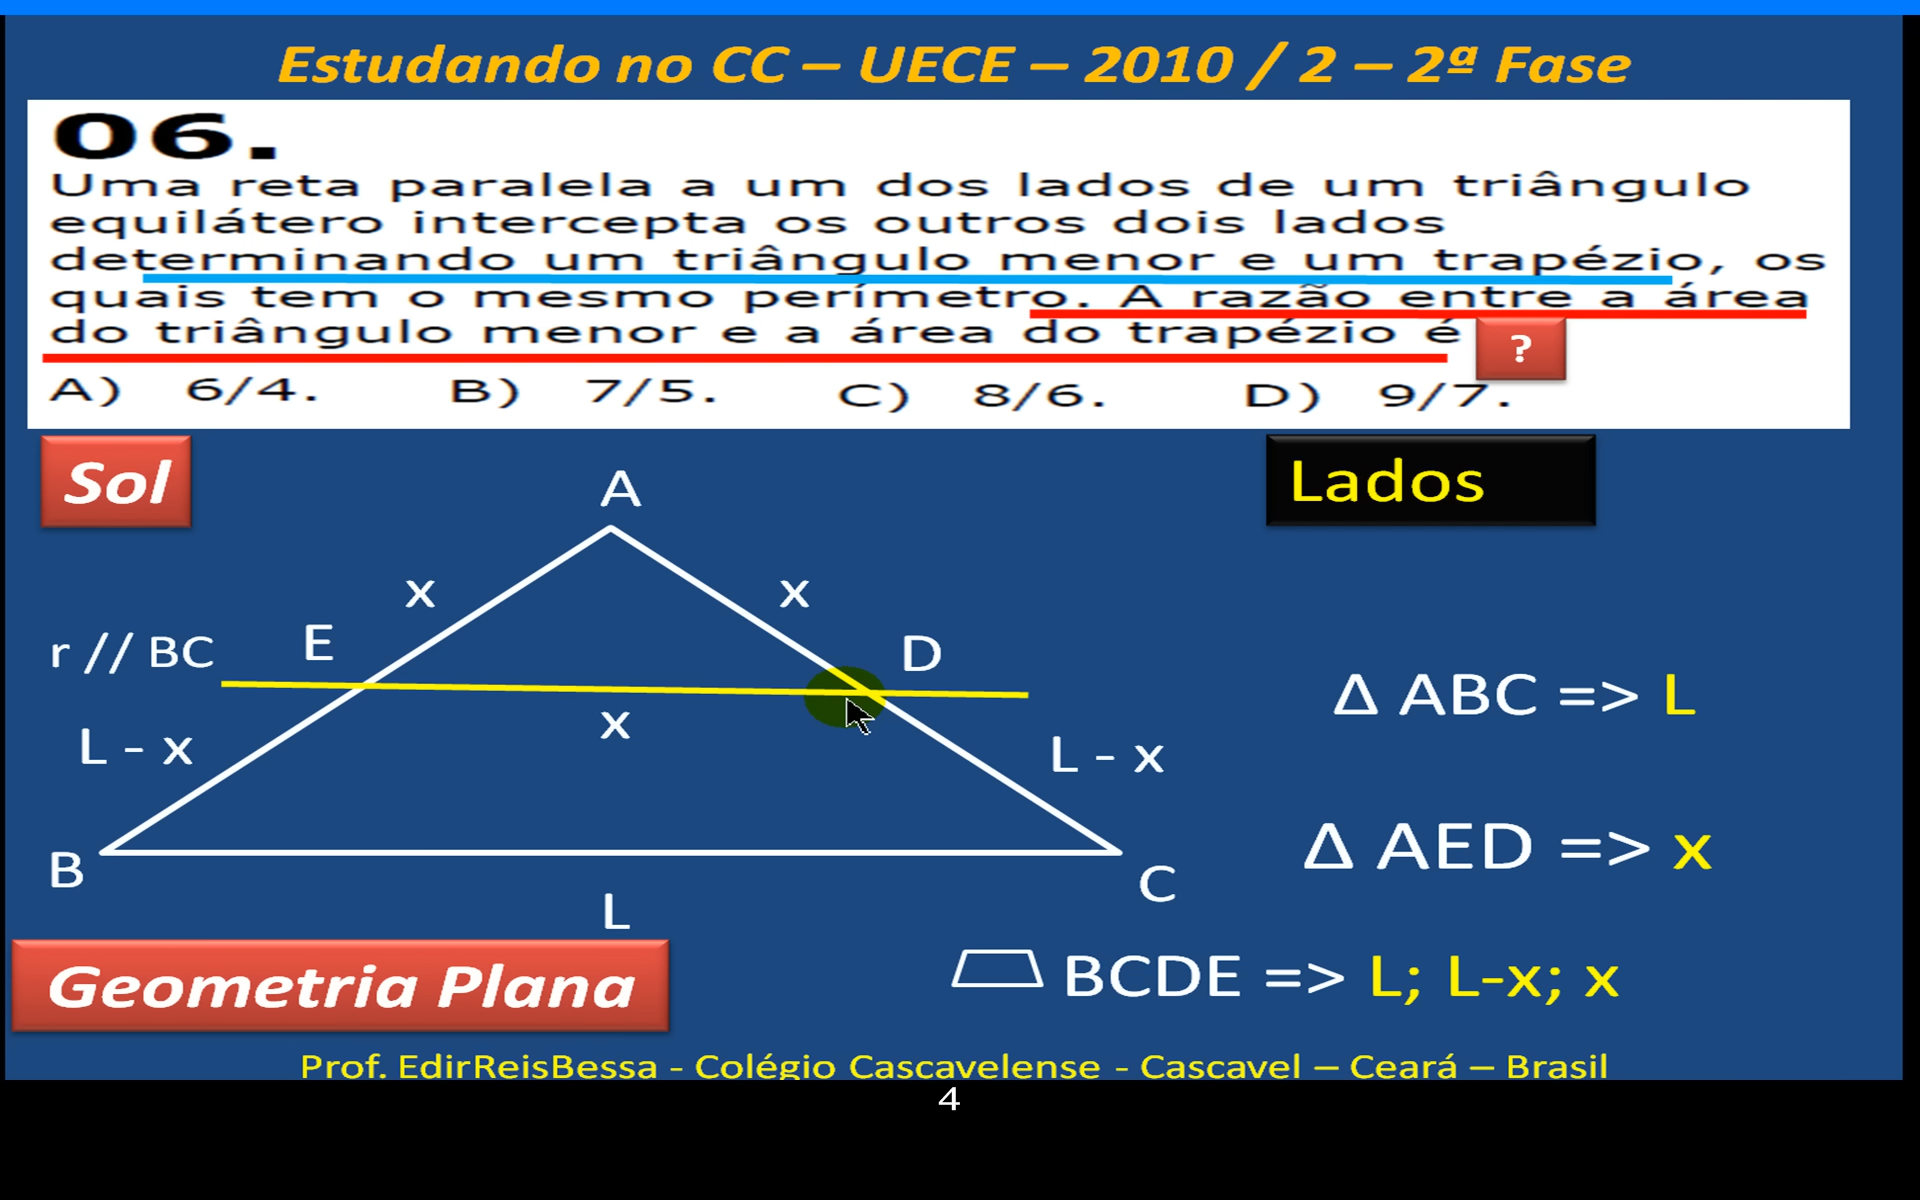 Estudando no CC – UECE – 2010 / 2 – 2ª Fase
06.
Uma reta paralela a um dos lados de um triângulo
equilátero intercepta os outros dois lados
determinando um triângulo menor e um trapézio, os
quais tem o mesmo perímetro. A razão entre a área
do triângulo menor e a área do trapézio é ?
A) 6/4. B) 7/5. C) 8/6. D) 9/7.
Sol
Lados
A
x x
r // BC E D
x
L - x L - x
Δ ABC => L
B C
Δ AED => x
L
BCDE => L; L-x; x
Geometria Plana
Prof. EdirReisBessa - Colégio Cascavelense - Cascavel – Ceará – Brasil
4